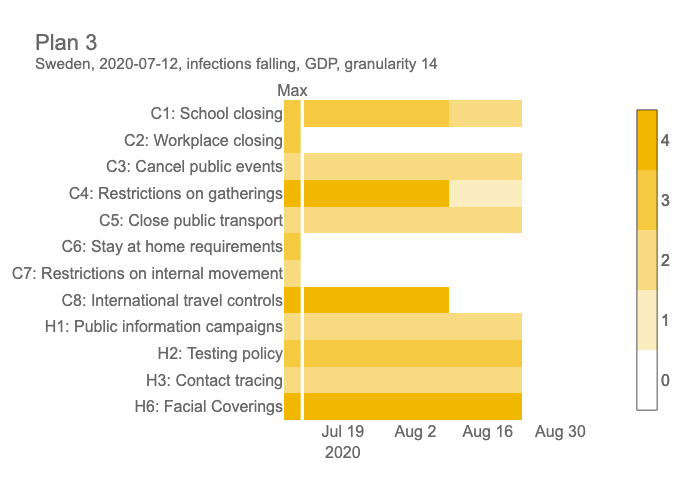 Plan 3
Sweden, 2020-07-12, infections falling, GDP, granularity 14
Max
C1: School closing
C2: Workplace closing
C3: Cancel public events
C4: Restrictions on gatherings
C5: Close public transport
C6: Stay at home requirements
C7: Restrictions on internal movement
C8: International travel controls
H1: Public information campaigns
H2: Testing policy
H3: Contact tracing
H6: Facial Coverings
Jul 19 Aug 2 Aug 16 Aug 30
2020
4
3
2
1
0